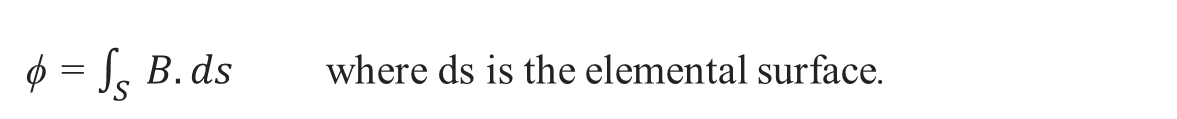 ϕ = ∫S B. ds where ds is the elemental surface.